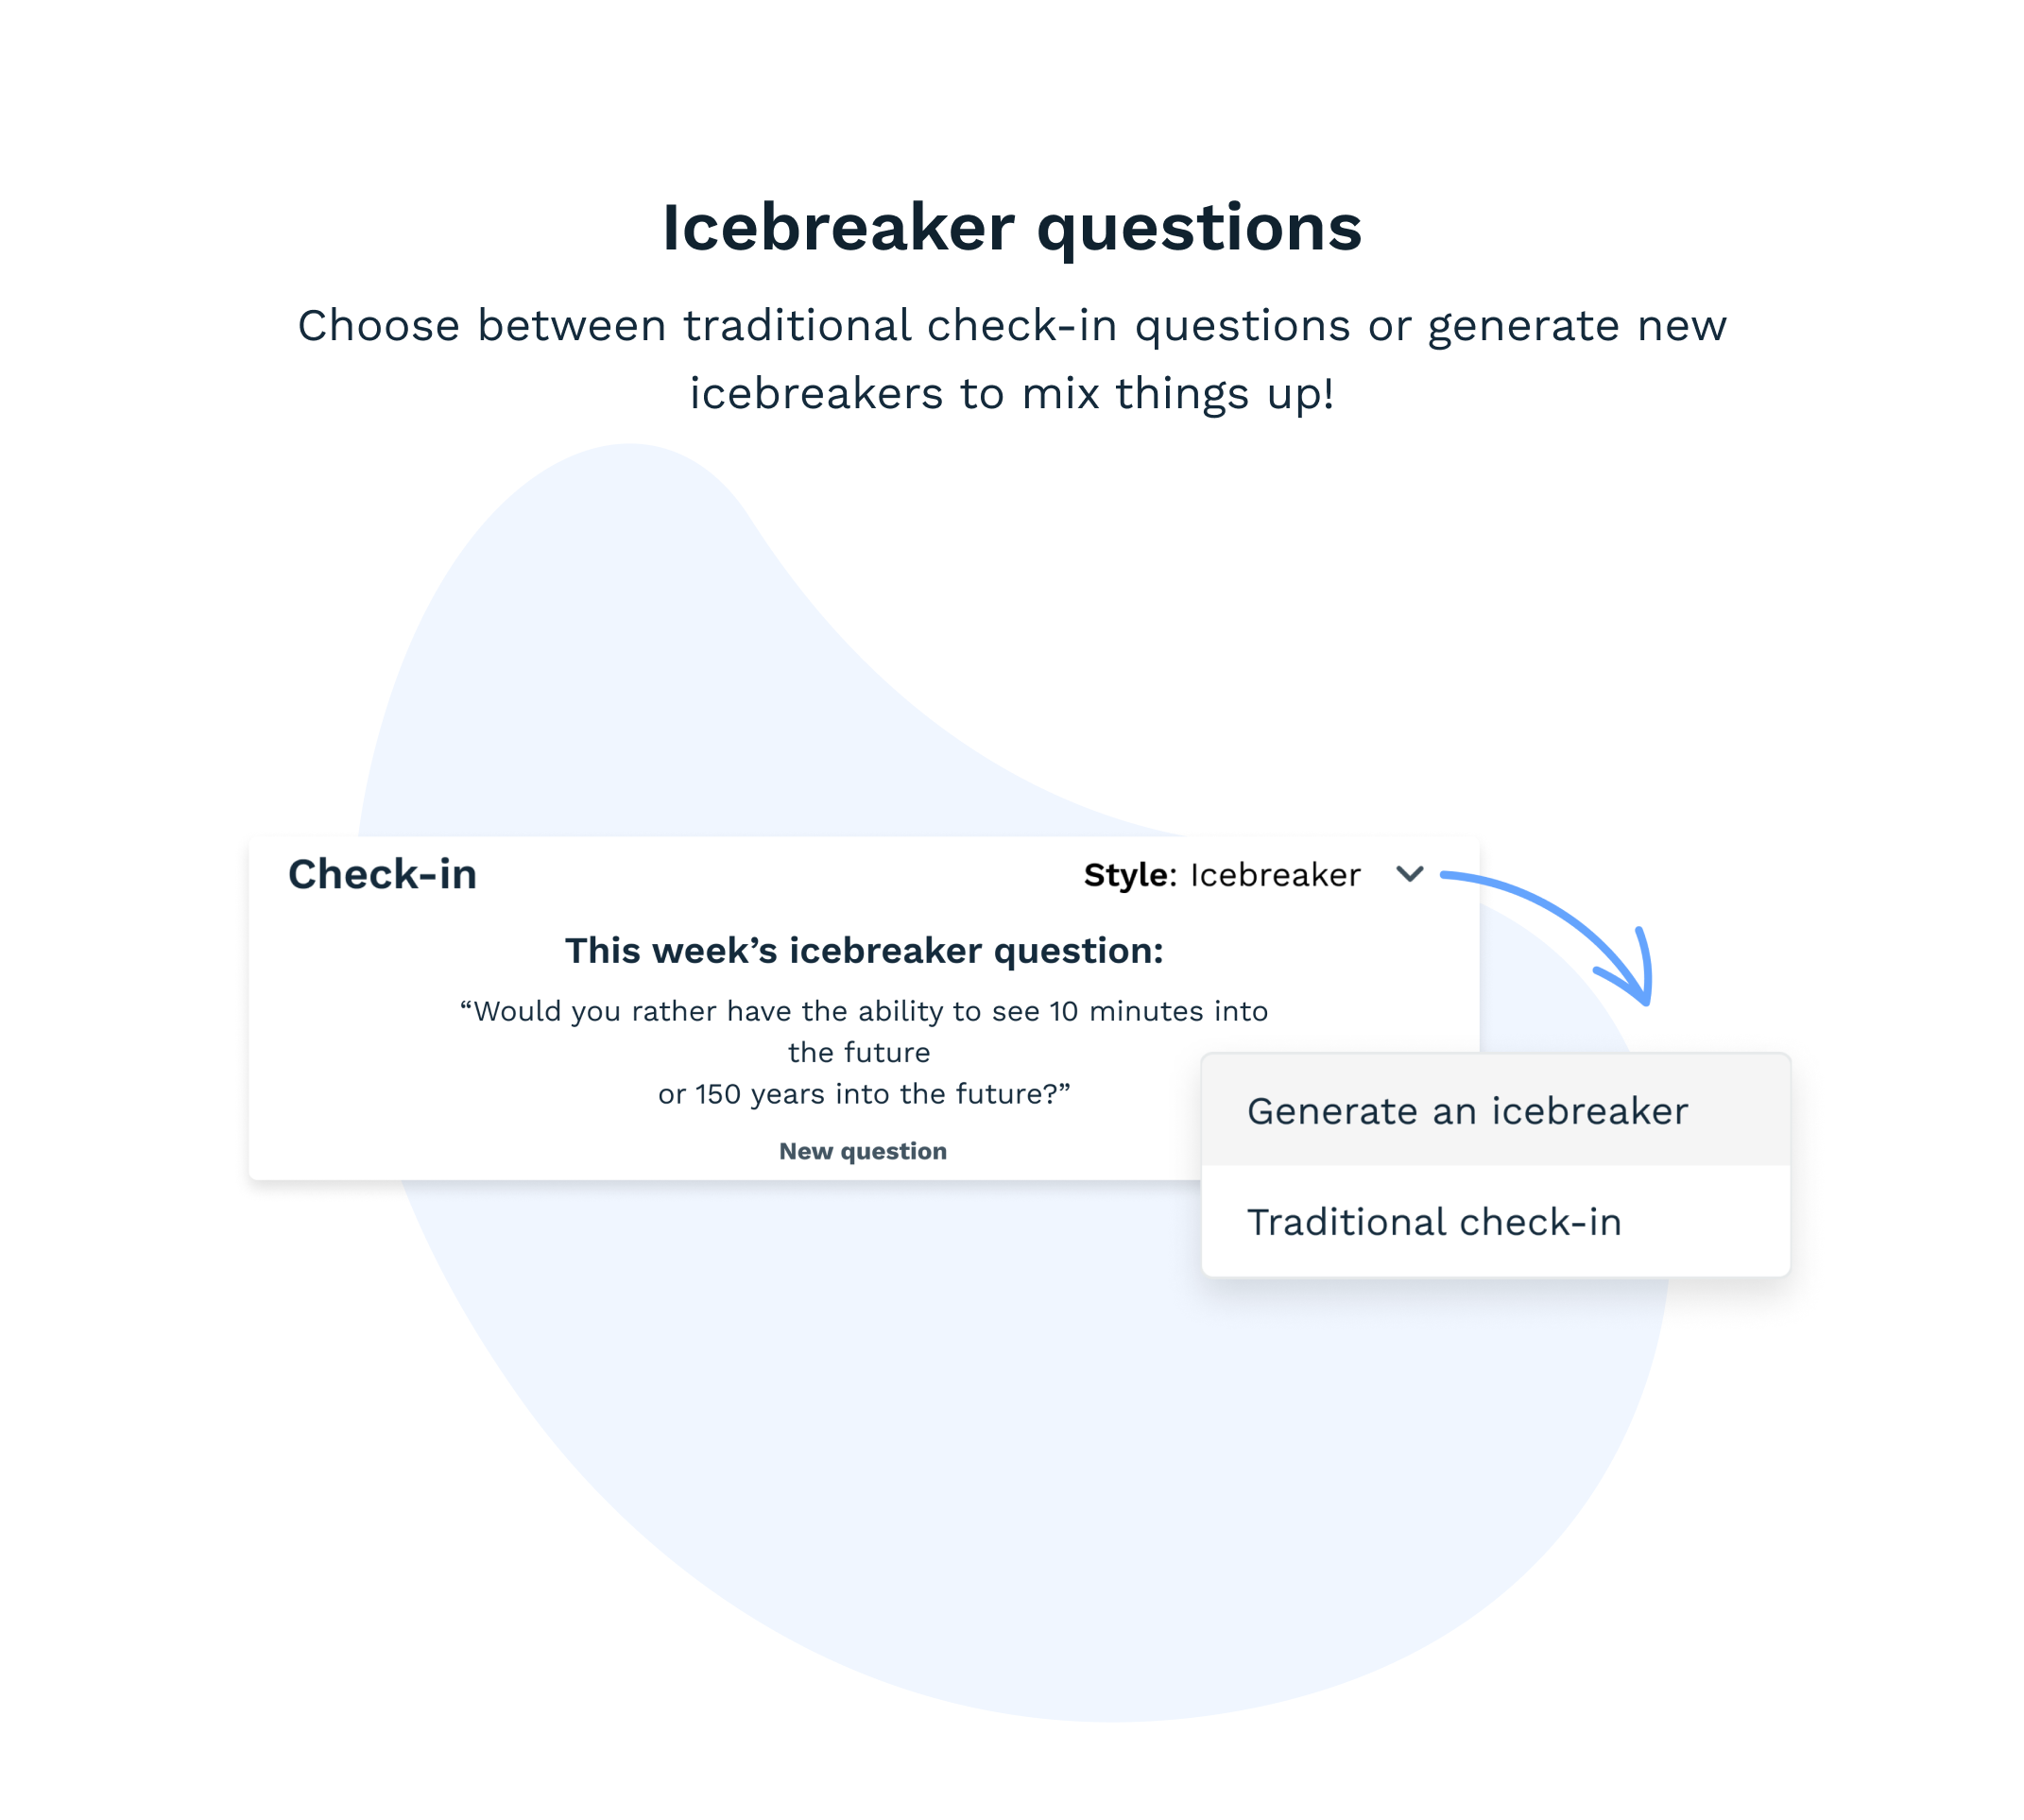 Icebreaker questions
Choose between traditional check-in questions or generate new
icebreakers to mix things up!
Check-in
Style: Icebreaker
This week’s icebreaker question:
“Would you rather have the ability to see 10 minutes into
the future
or 150 years into the future?”
New question
Generate an icebreaker
Traditional check-in